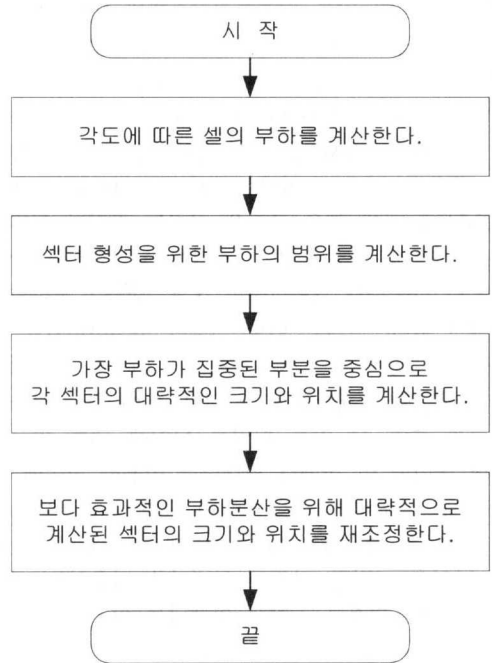 시 작
각도에 따른 셀의 부하를 계산한다.
섹터 형성을 위한 부하의 범위를 계산한다.
가장 부하가 집중된 부분을 중심으로
각 섹터의 대략적인 크기와 위치를 계산한다.
보다 효과적인 부하분산을 위해 대략적으로
계산된 섹터의 크기와 위치를 재조정한다.
끝